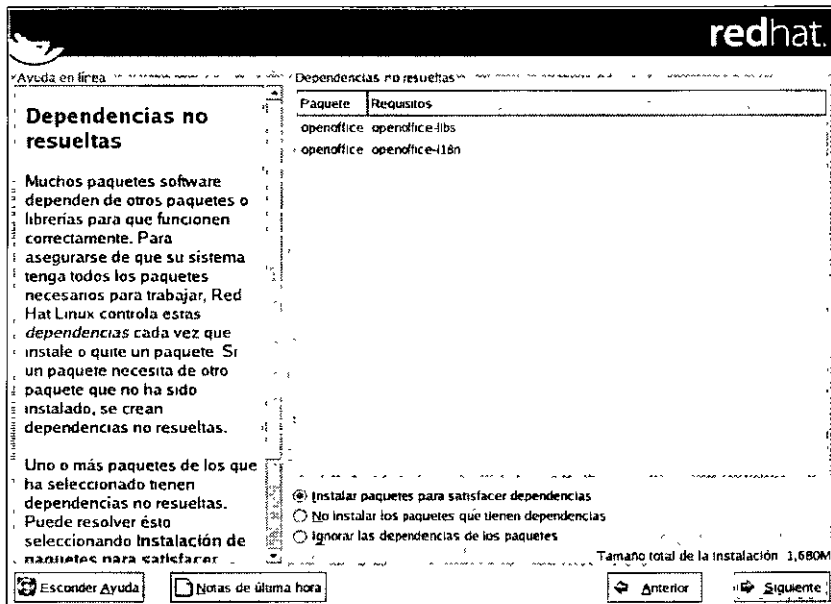 redhat.
Ayuda en línea
Dependencias no
resueltas
Muchos paquetes software
dependen de otros paquetes o
librerías para que funcionen
correctamente. Para
asegurarse de que su sistema
tenga todos los paquetes
necesarios para trabajar, Red
Hat Linux controla estas
dependencias cada vez que
instale o quite un paquete. Si
un paquete necesita de otro
paquete que no ha sido
instalado, se crean
dependencias no resueltas.
Uno o más paquetes de los que
ha seleccionado tienen
dependencias no resueltas.
Puede resolver ésto
seleccionando Instalación de
paquetes para satisfacer
Dependencias no resueltas
Paquete Requisitos
openoffice openoffice-libs
openoffice openoffice-i18n
Instalar paquetes para satisfacer dependencias
No instalar los paquetes que tienen dependencias
Ignorar las dependencias de los paquetes
Tamaño total de la instalación 1,680M
Esconder Ayuda
Notas de última hora
Anterior
Siguiente